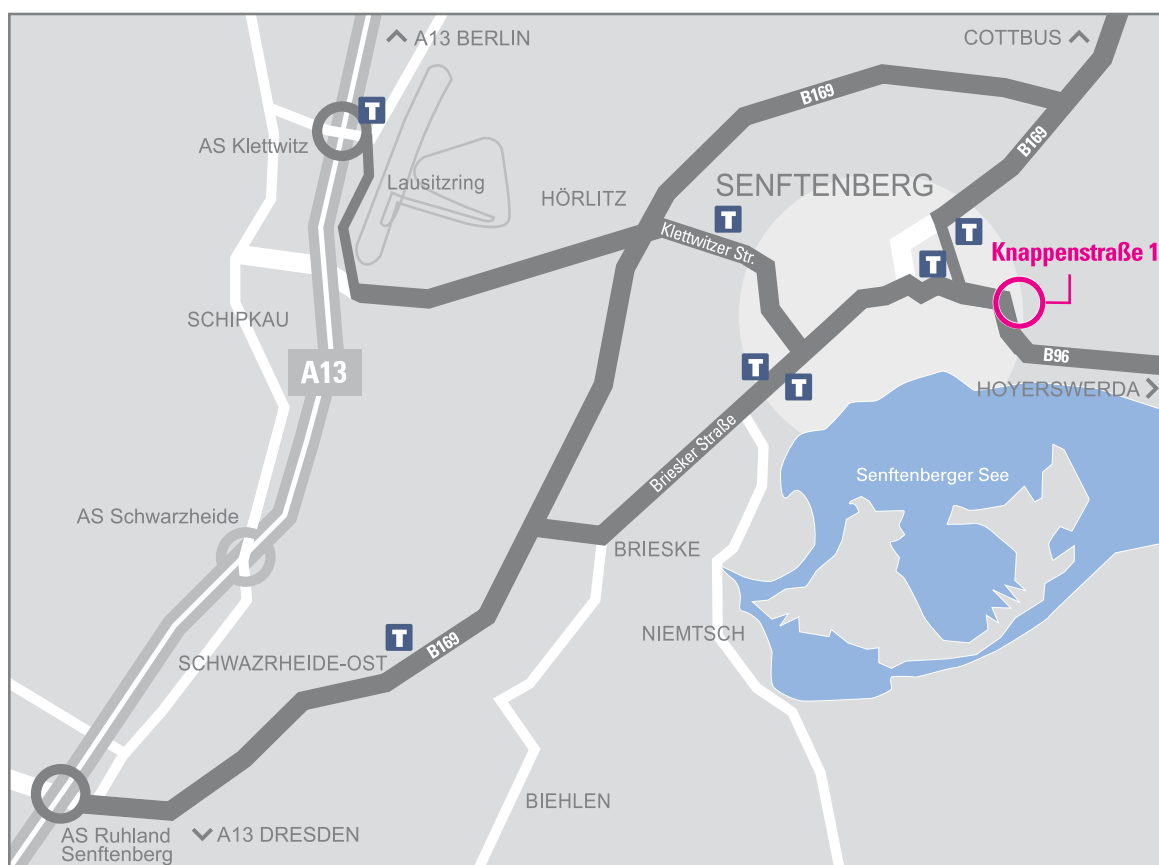 A13 BERLIN
COTTBUS
B169
T
AS Klettwitz
B169
Lausitzring
SENFTENBERG
HÖRLITZ
T
Klettwitzer Str.
T
T
Knappenstraße 1
SCHIPKAU
A13
B96
T
T
HOYERSWERDA
Briesker Straße
Senftenberger See
AS Schwarzheide
BRIESKE
T
NIEMTSCH
B169
SCHWAZRHEIDE-OST
BIEHLEN
AS Ruhland
Senftenberg
A13 DRESDEN